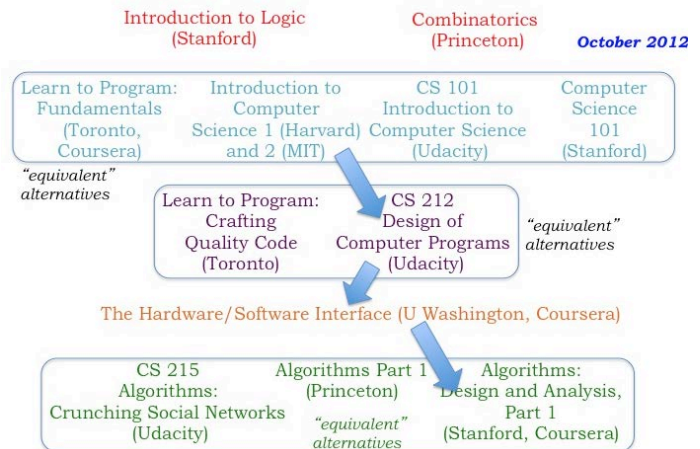 Introduction to Logic
(Stanford)
Combinatorics
(Princeton)
October 2012
Learn to Program:
Fundamentals
(Toronto,
Coursera)
Introduction to
Computer
Science 1 (Harvard)
and 2 (MIT)
CS 101
Introduction to
Computer Science
(Udacity)
Computer
Science
101
(Stanford)
“equivalent”
alternatives
Learn to Program:
Crafting
Quality Code
(Toronto)
CS 212
Design of
Computer Programs
(Udacity)
“equivalent”
alternatives
The Hardware/Software Interface (U Washington, Coursera)
CS 215
Algorithms:
Crunching Social Networks
(Udacity)
Algorithms Part 1
(Princeton)
“equivalent”
alternatives
Algorithms:
Design and Analysis,
Part 1
(Stanford, Coursera)